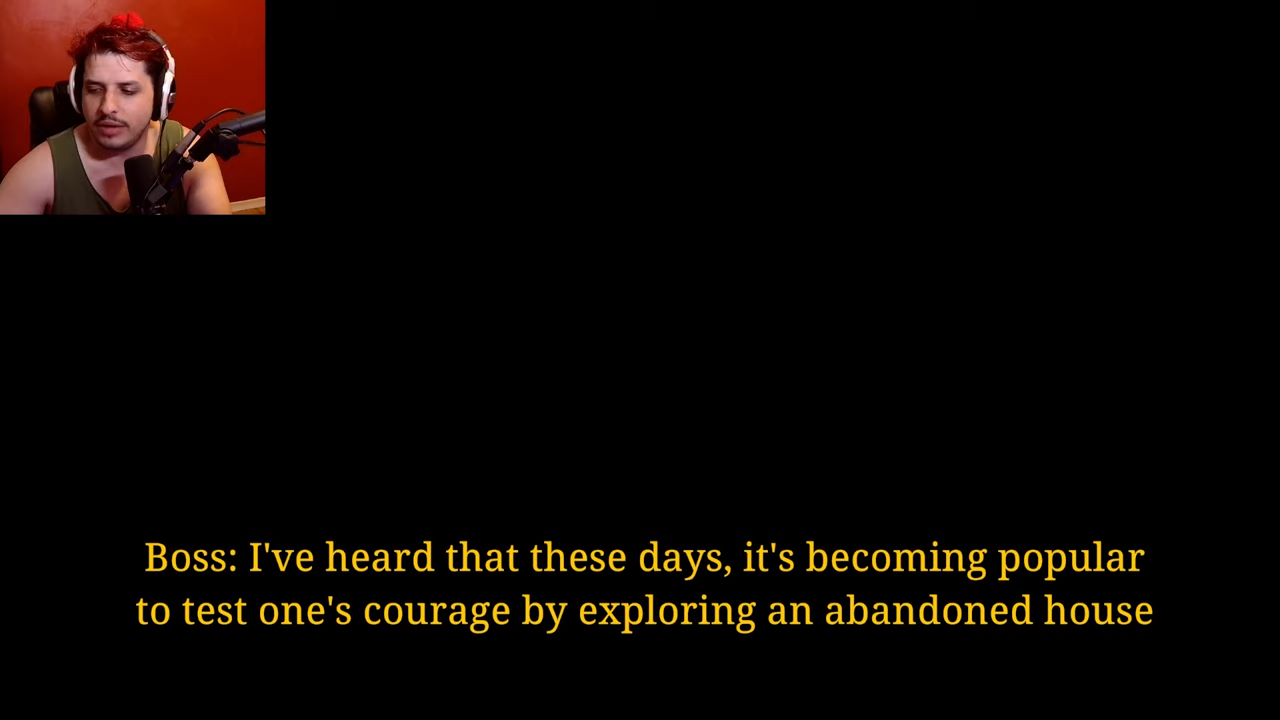 Boss: I've heard that these days, it's becoming popular
to test one's courage by exploring an abandoned house